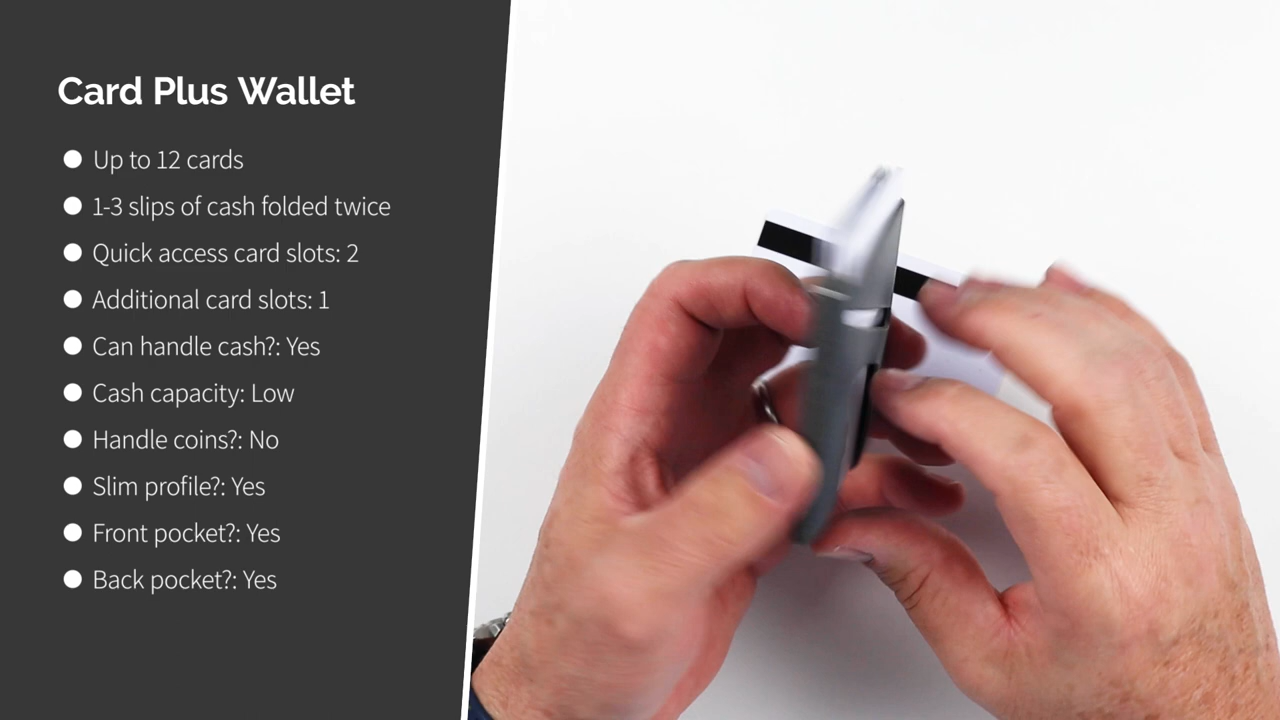 Card Plus Wallet
Up to 12 cards
1-3 slips of cash folded twice
Quick access card slots: 2
Additional card slots: 1
Can handle cash?: Yes
Cash capacity: Low
Handle coins?: No
Slim profile?: Yes
Front pocket?: Yes
Back pocket?: Yes